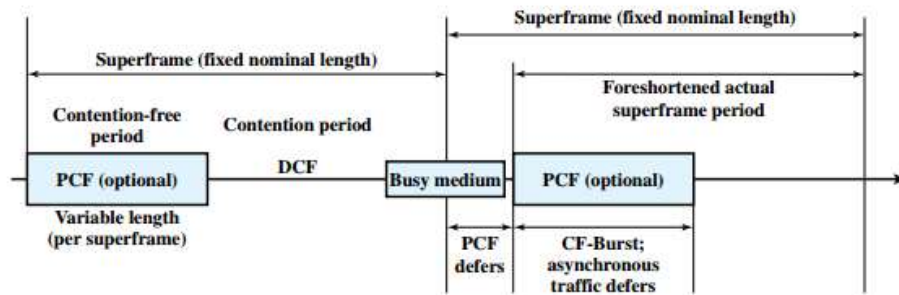 Superframe (fixed nominal length)
Superframe (fixed nominal length)
Foreshortened actual
superframe period
Contention-free
period
Contention period
PCF (optional)
DCF
Busy medium
PCF (optional)
Variable length
(per superframe)
PCF
defers
CF-Burst;
asynchronous
traffic defers